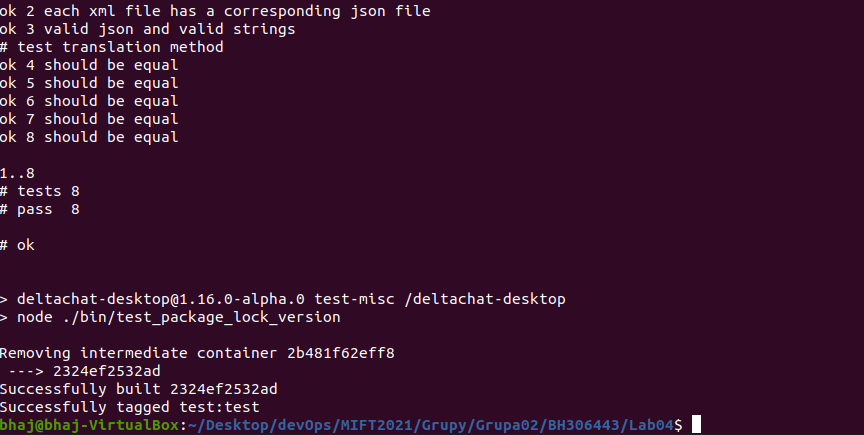 ok 2 each xml file has a corresponding json file
ok 3 valid json and valid strings
# test translation method
ok 4 should be equal
ok 5 should be equal
ok 6 should be equal
ok 7 should be equal
ok 8 should be equal
1..8
# tests 8
# pass  8
# ok
> deltachat-desktop@1.16.0-alpha.0 test-misc /deltachat-desktop
> node ./bin/test_package_lock_version
Removing intermediate container 2b481f62eff8
 ---> 2324ef2532ad
Successfully built 2324ef2532ad
Successfully tagged test:test
bhaj@bhaj-VirtualBox:~/Desktop/devOps/MIFT2021/Grupy/Grupa02/BH306443/Lab04$